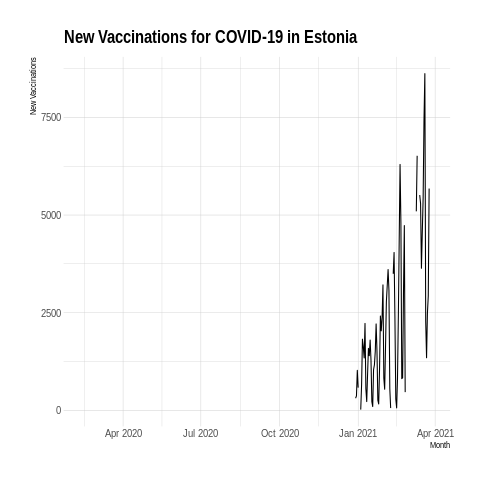 New Vaccinations for COVID-19 in Estonia
New Vaccinations
7500
5000
2500
0
Apr 2020 Jul 2020 Oct 2020 Jan 2021 Apr 2021
Month